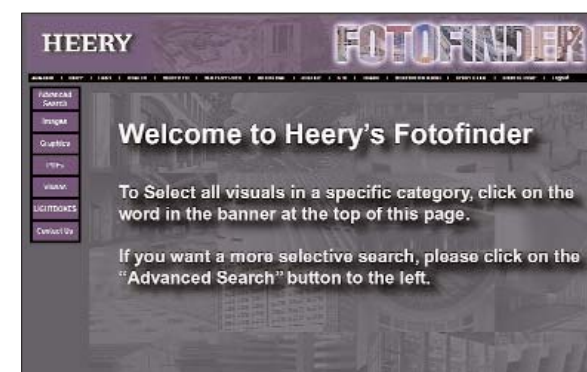 HEERY
FOTOFINDER
Logout
Advanced
Search
Images
Graphics
PDFs
Videos
LIGHTBOXES
Contact Us
Welcome to Heery's Fotofinder
To Select all visuals in a specific category, click on the
word in the banner at the top of this page.
If you want a more selective search, please click on the
"Advanced Search" button to the left.